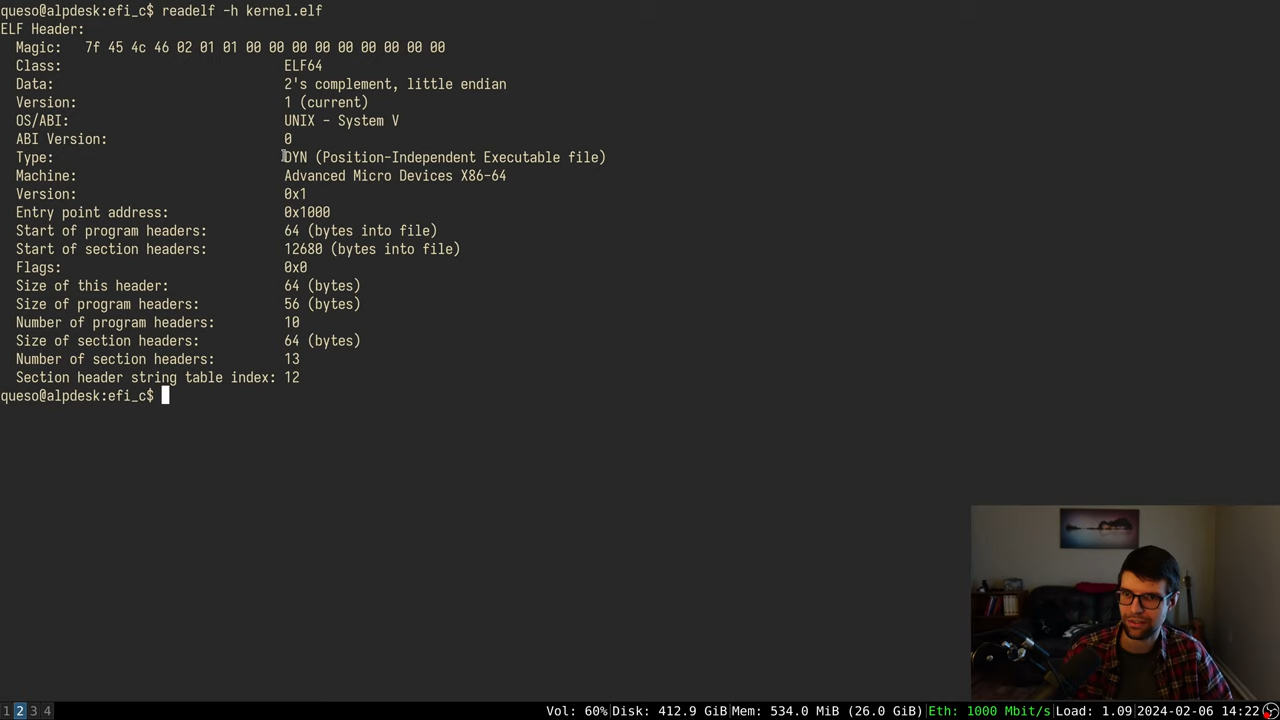 queso@alpdesk:efi_c$ readelf -h kernel.elf
ELF Header:
Magic: 7f 45 4c 46 02 01 01 00 00 00 00 00 00 00 00 00
Class: ELF64
Data: 2's complement, little endian
Version: 1 (current)
OS/ABI: UNIX - System V
ABI Version: 0
Type: DYN (Position-Independent Executable file)
Machine: Advanced Micro Devices X86-64
Version: 0x1
Entry point address: 0x1000
Start of program headers: 64 (bytes into file)
Start of section headers: 12680 (bytes into file)
Flags: 0x0
Size of this header: 64 (bytes)
Size of program headers: 56 (bytes)
Number of program headers: 10
Size of section headers: 64 (bytes)
Number of section headers: 13
Section header string table index: 12
queso@alpdesk:efi_c$
1 2 3 4 Vol: 60% Disk: 412.9 GiB Mem: 534.0 MiB (26.0 GiB) Eth: 1000 Mbit/s Load: 1.09 2024-02-06 14:22